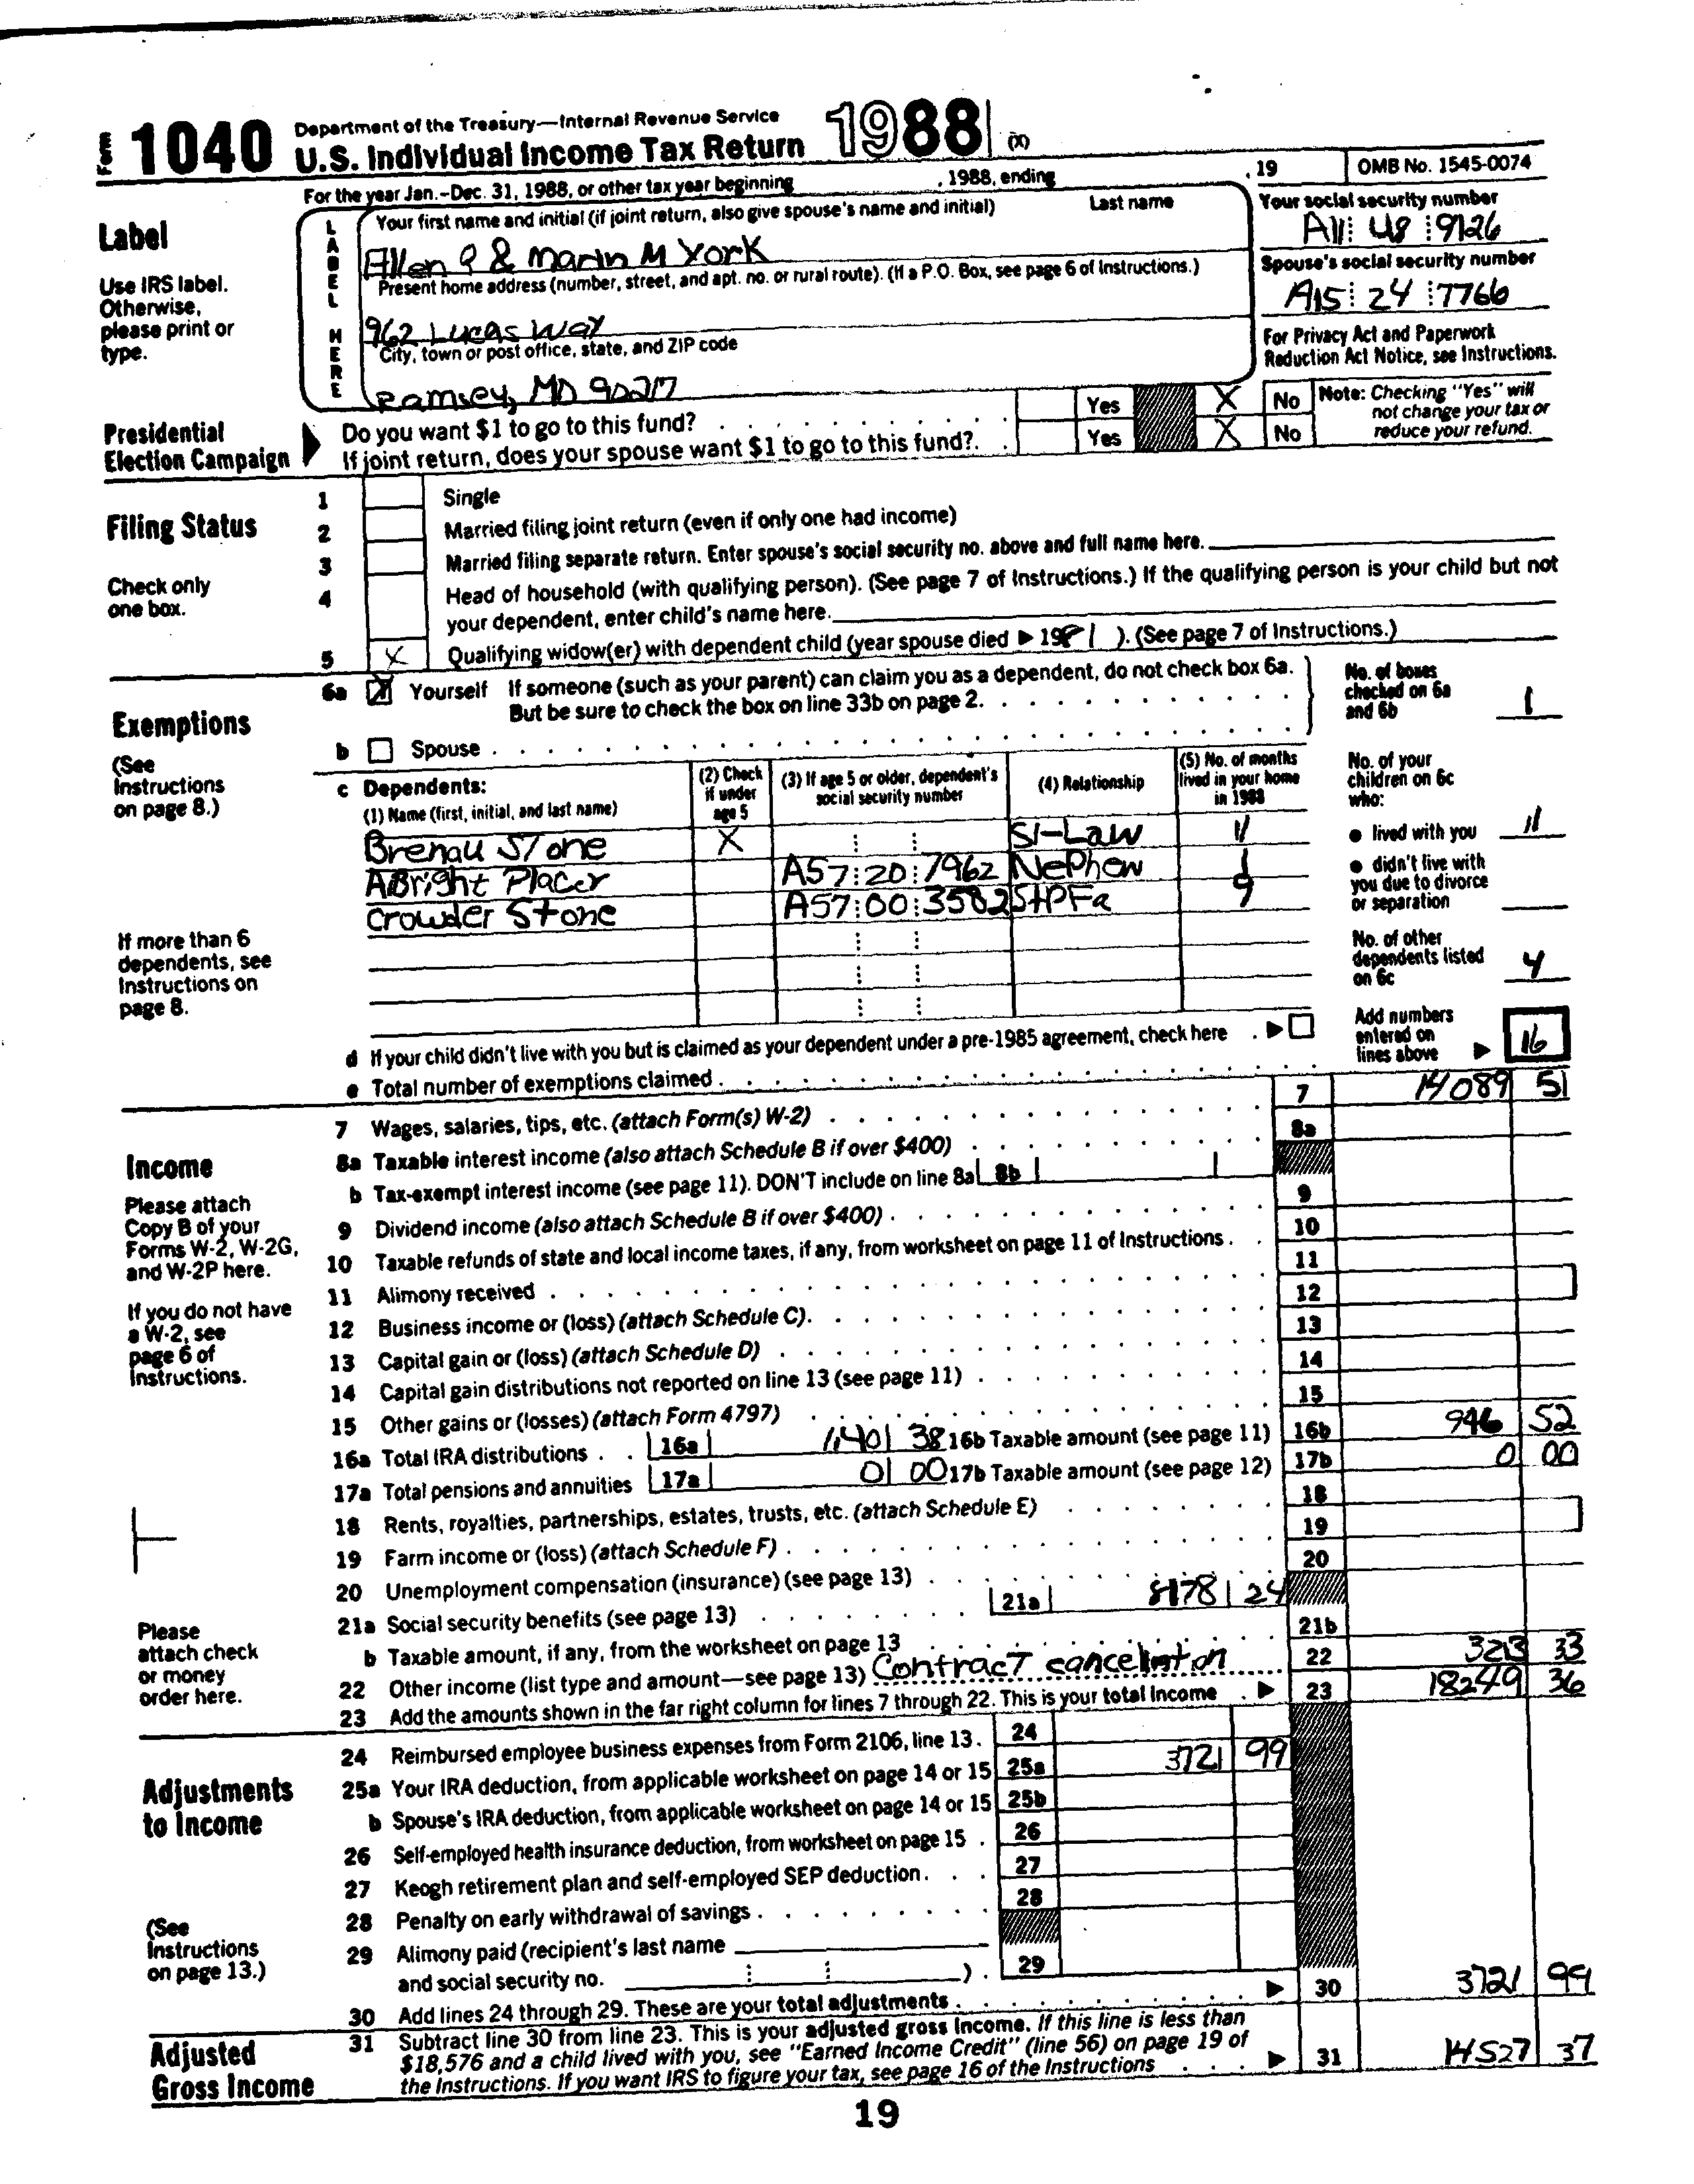 Form 1040 Department of the Treasury—Internal Revenue Service
U.S. Individual Income Tax Return 1988 (X)
For the year Jan.–Dec. 31, 1988, or other tax year beginning , 1988, ending , 19 OMB No. 1545-0074
Label
Use IRS label. Otherwise, please print or type.
LABEL HERE
Your first name and initial (if joint return, also give spouse's name and initial) Last name
Allen Q & Marin M York
Your social security number
A11 48 9126
Present home address (number, street, and apt. no. or rural route). (If a P.O. Box, see page 6 of Instructions.)
962 Lucas Way
Spouse's social security number
A15 24 7766
City, town or post office, state, and ZIP code
Ramsey, MD 90217
For Privacy Act and Paperwork Reduction Act Notice, see Instructions.
Presidential Election Campaign
Do you want $1 to go to this fund? Yes X No
If joint return, does your spouse want $1 to go to this fund? Yes X No
Note: Checking "Yes" will not change your tax or reduce your refund.
Filing Status
Check only one box.
1 Single
2 Married filing joint return (even if only one had income)
3 Married filing separate return. Enter spouse's social security no. above and full name here.
4 Head of household (with qualifying person). (See page 7 of Instructions.) If the qualifying person is your child but not
your dependent, enter child's name here.
5 X Qualifying widow(er) with dependent child (year spouse died ▶ 1981 ). (See page 7 of Instructions.)
Exemptions
(See Instructions on page 8.)
6a X Yourself If someone (such as your parent) can claim you as a dependent, do not check box 6a.
But be sure to check the box on line 33b on page 2.
b Spouse
No. of boxes checked on 6a and 6b 1
c Dependents:
(1) Name (first, initial, and last name) (2) Check if under age 5 (3) If age 5 or older, dependent's social security number (4) Relationship (5) No. of months lived in your home in 1988
Brenau Stone X SI-Law 11
ABright Placer A57 20 7962 Nephew 1
Crowder Stone A57 00 3582 StPFa 9
If more than 6 dependents, see Instructions on page 8.
No. of your children on 6c who:
● lived with you 11
● didn't live with you due to divorce or separation
No. of other dependents listed on 6c 4
d If your child didn't live with you but is claimed as your dependent under a pre-1985 agreement, check here ▶
e Total number of exemptions claimed
Add numbers entered on lines above ▶ 16
Income
Please attach Copy B of your Forms W-2, W-2G, and W-2P here.
If you do not have a W-2, see page 6 of Instructions.
7 Wages, salaries, tips, etc. (attach Form(s) W-2) 7 14089 51
8a Taxable interest income (also attach Schedule B if over $400) 8a
b Tax-exempt interest income (see page 11). DON'T include on line 8a 8b
9 Dividend income (also attach Schedule B if over $400) 9
10 Taxable refunds of state and local income taxes, if any, from worksheet on page 11 of Instructions 10
11 Alimony received 11
12 Business income or (loss) (attach Schedule C) 12
13 Capital gain or (loss) (attach Schedule D) 13
14 Capital gain distributions not reported on line 13 (see page 11) 14
15 Other gains or (losses) (attach Form 4797) 15
16a Total IRA distributions 16a 1,401 38 16b Taxable amount (see page 11) 16b 946 52
17a Total pensions and annuities 17a 0 00 17b Taxable amount (see page 12) 17b 0 00
18 Rents, royalties, partnerships, estates, trusts, etc. (attach Schedule E) 18
19 Farm income or (loss) (attach Schedule F) 19
20 Unemployment compensation (insurance) (see page 13) 20
21a Social security benefits (see page 13) 21a 8178 24
b Taxable amount, if any, from the worksheet on page 13 21b
22 Other income (list type and amount—see page 13) Contract cancelintion 22 3213 33
23 Add the amounts shown in the far right column for lines 7 through 22. This is your total income ▶ 23 18249 36
Please attach check or money order here.
Adjustments to Income
(See Instructions on page 13.)
24 Reimbursed employee business expenses from Form 2106, line 13. 24
25a Your IRA deduction, from applicable worksheet on page 14 or 15 25a 3721 99
b Spouse's IRA deduction, from applicable worksheet on page 14 or 15 25b
26 Self-employed health insurance deduction, from worksheet on page 15 26
27 Keogh retirement plan and self-employed SEP deduction 27
28 Penalty on early withdrawal of savings 28
29 Alimony paid (recipient's last name
and social security no. ) 29
30 Add lines 24 through 29. These are your total adjustments ▶ 30 3721 99
Adjusted Gross Income
31 Subtract line 30 from line 23. This is your adjusted gross income. If this line is less than
$18,576 and a child lived with you, see "Earned Income Credit" (line 56) on page 19 of
the Instructions. If you want IRS to figure your tax, see page 16 of the Instructions ▶ 31 14527 37
19